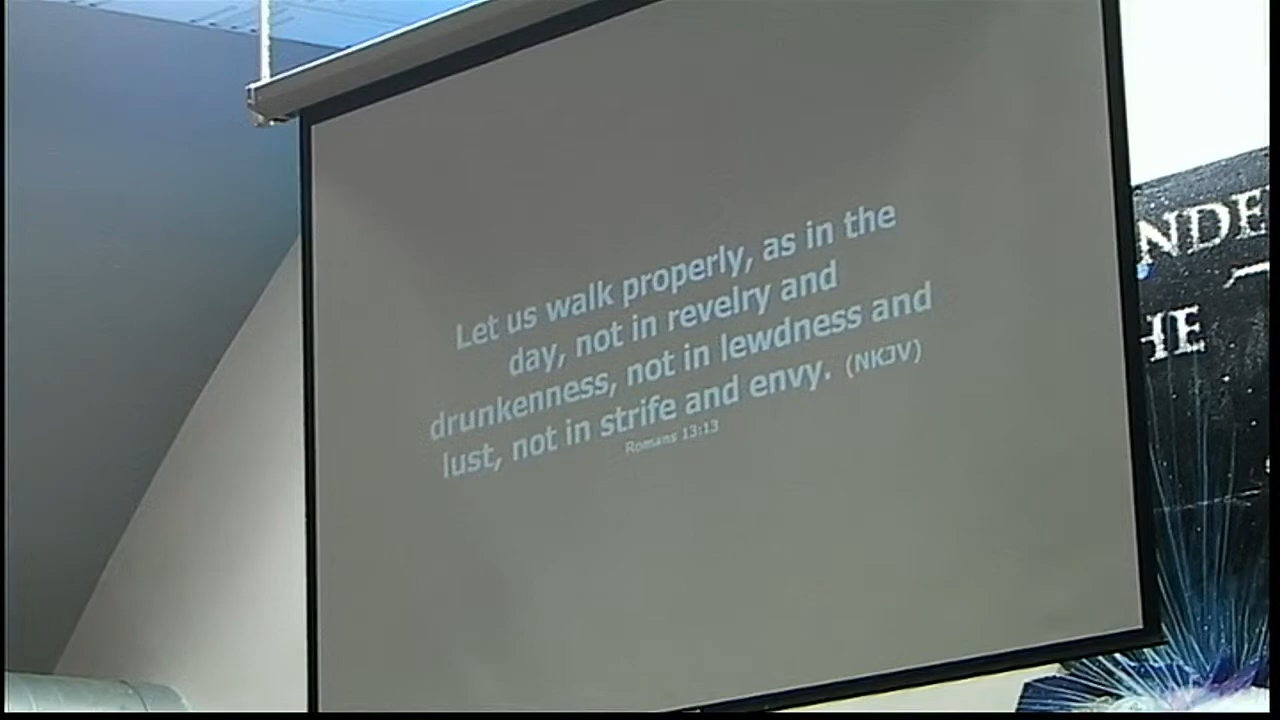 Let us walk properly, as in the
day, not in revelry and
drunkenness, not in lewdness and
lust, not in strife and envy. (NKJV)
Romans 13:13
NDE
HE